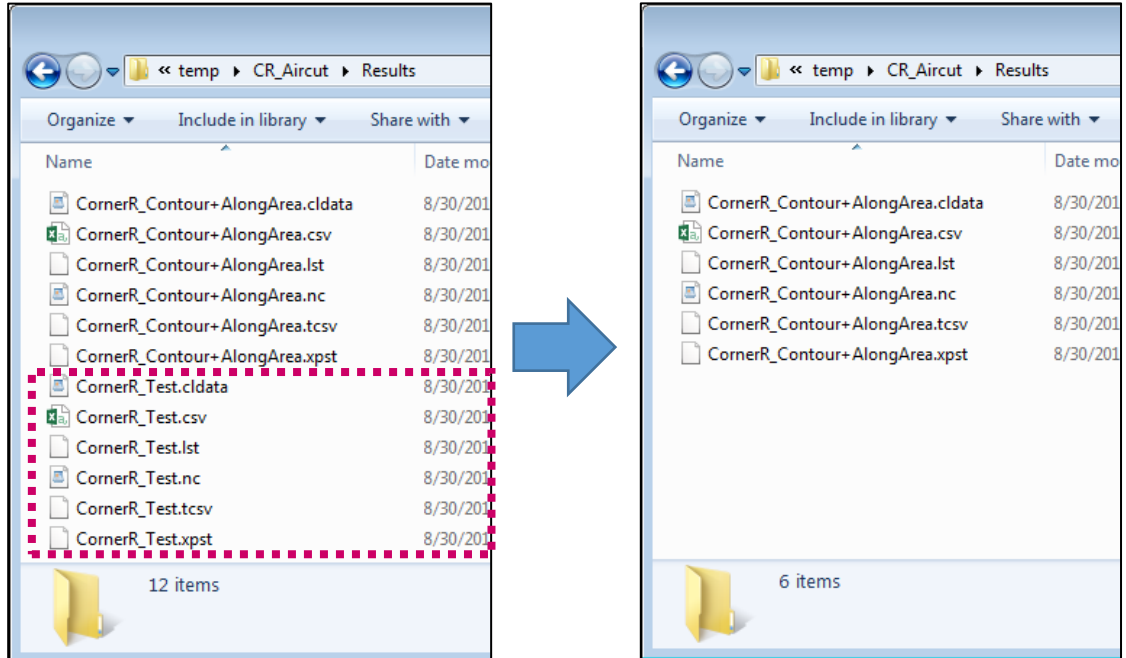 « temp ▸ CR_Aircut ▸ Results
Organize ▾ Include in library ▾ Share with ▾
Name Date mo
CornerR_Contour+AlongArea.cldata 8/30/201
CornerR_Contour+AlongArea.csv 8/30/201
CornerR_Contour+AlongArea.lst 8/30/201
CornerR_Contour+AlongArea.nc 8/30/201
CornerR_Contour+AlongArea.tcsv 8/30/201
CornerR_Contour+AlongArea.xpst 8/30/201
CornerR_Test.cldata 8/30/201
CornerR_Test.csv 8/30/201
CornerR_Test.lst 8/30/201
CornerR_Test.nc 8/30/201
CornerR_Test.tcsv 8/30/201
CornerR_Test.xpst 8/30/201
12 items
« temp ▸ CR_Aircut ▸ Results
Organize ▾ Include in library ▾ Share with ▾
Name Date mo
CornerR_Contour+AlongArea.cldata 8/30/201
CornerR_Contour+AlongArea.csv 8/30/201
CornerR_Contour+AlongArea.lst 8/30/201
CornerR_Contour+AlongArea.nc 8/30/201
CornerR_Contour+AlongArea.tcsv 8/30/201
CornerR_Contour+AlongArea.xpst 8/30/201
6 items